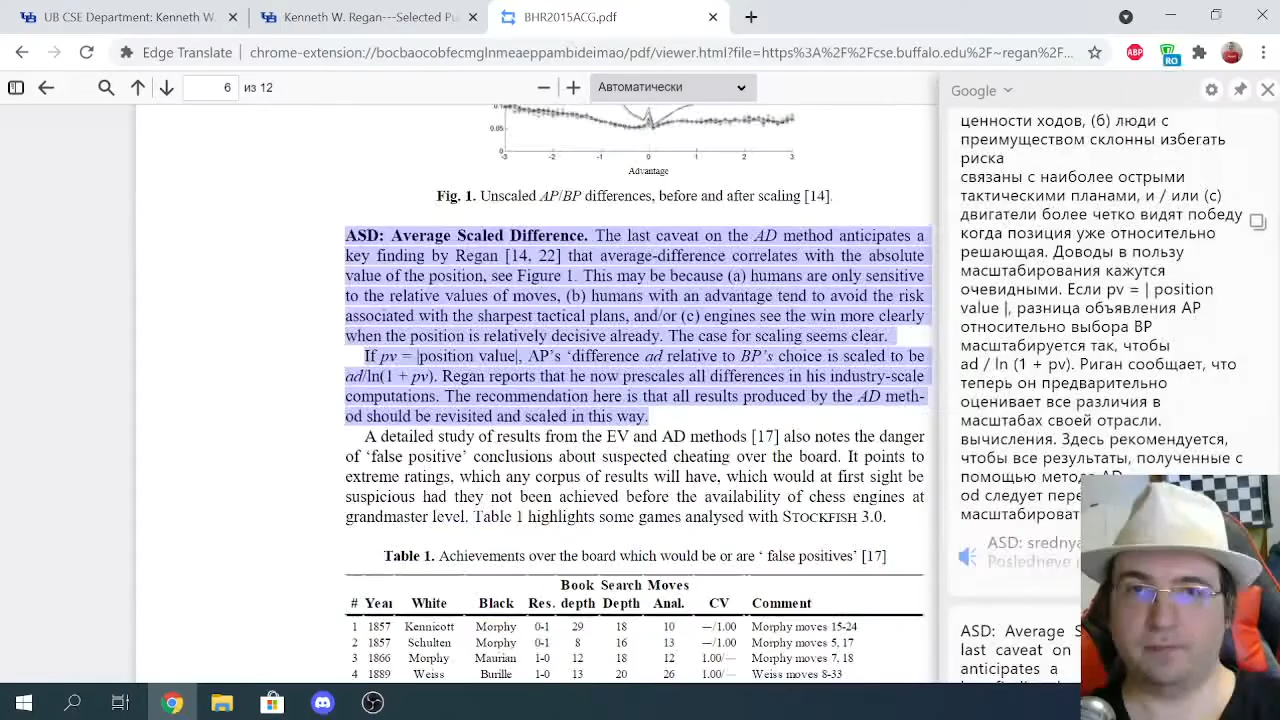 UB CSE Department: Kenneth W.
Kenneth W. Regan---Selected Pu
BHR2015ACG.pdf
Edge Translate
chrome-extension://bocbaocobfecmglnmeaeppambideimao/pdf/viewer.html?file=https%3A%2F%2Fcse.buffalo.edu%2F~regan%2F...
ABP
RO
6 из 12
Автоматически
0.05
0
-3 -2 -1 0 1 2 3
Advantage
Fig. 1. Unscaled AP/BP differences, before and after scaling [14].
ASD: Average Scaled Difference. The last caveat on the AD method anticipates a
key finding by Regan [14, 22] that average-difference correlates with the absolute
value of the position, see Figure 1. This may be because (a) humans are only sensitive
to the relative values of moves, (b) humans with an advantage tend to avoid the risk
associated with the sharpest tactical plans, and/or (c) engines see the win more clearly
when the position is relatively decisive already. The case for scaling seems clear.
If pv = |position value|, AP's 'difference ad relative to BP's choice is scaled to be
ad/ln(1 + pv). Regan reports that he now prescales all differences in his industry-scale
computations. The recommendation here is that all results produced by the AD meth-
od should be revisited and scaled in this way.
A detailed study of results from the EV and AD methods [17] also notes the danger
of 'false positive' conclusions about suspected cheating over the board. It points to
extreme ratings, which any corpus of results will have, which would at first sight be
suspicious had they not been achieved before the availability of chess engines at
grandmaster level. Table 1 highlights some games analysed with STOCKFISH 3.0.
Table 1. Achievements over the board which would be or are ' false positives' [17]
Book Search Moves
# Year White Black Res. depth Depth Anal. CV Comment
1 1857 Kennicott Morphy 0-1 29 18 10 —/1.00 Morphy moves 15-24
2 1857 Schulten Morphy 0-1 8 16 13 —/1.00 Morphy moves 5, 17
3 1866 Morphy Maurian 1-0 12 18 12 1.00/— Morphy moves 7, 18
4 1889 Weiss Burille 1-0 13 20 26 1.00/— Weiss moves 8-33
Google
ценности ходов, (б) люди с
преимуществом склонны избегать
риска
связаны с наиболее острыми
тактическими планами, и / или (с)
двигатели более четко видят победу
когда позиция уже относительно
решающая. Доводы в пользу
масштабирования кажутся
очевидными. Если pv = | position
value |, разница объявления AP
относительно выбора BP
масштабируется так, чтобы
ad / ln (1 + pv). Риган сообщает, что
теперь он предварительно
оценивает все различия в
масштабах своей отрасли.
вычисления. Здесь рекомендуется,
чтобы все результаты, полученные с
помощью
od следует
ASD:
Posledneye
ASD: Average
last caveat on
anticipates a